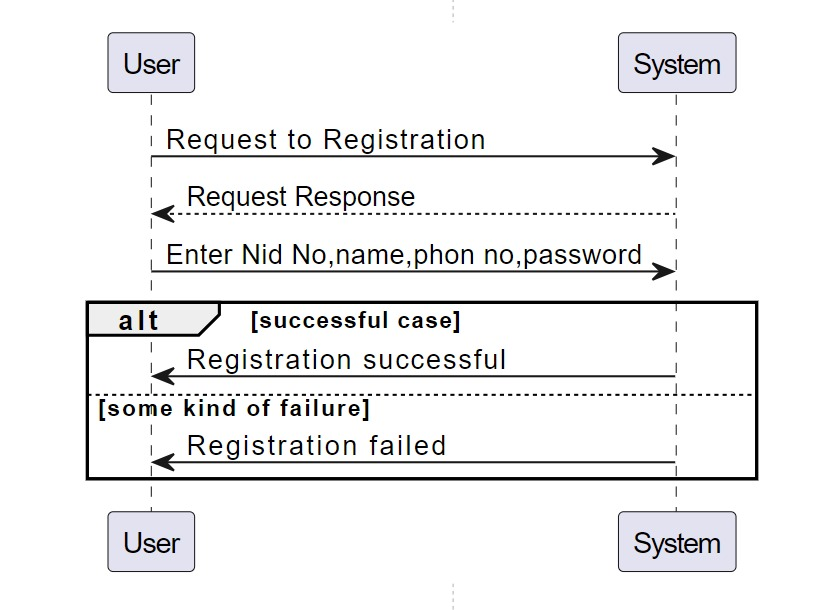 User
System
Request to Registration
Request Response
Enter Nid No,name,phon no,password
alt
[successful case]
Registration successful
[some kind of failure]
Registration failed
User
System